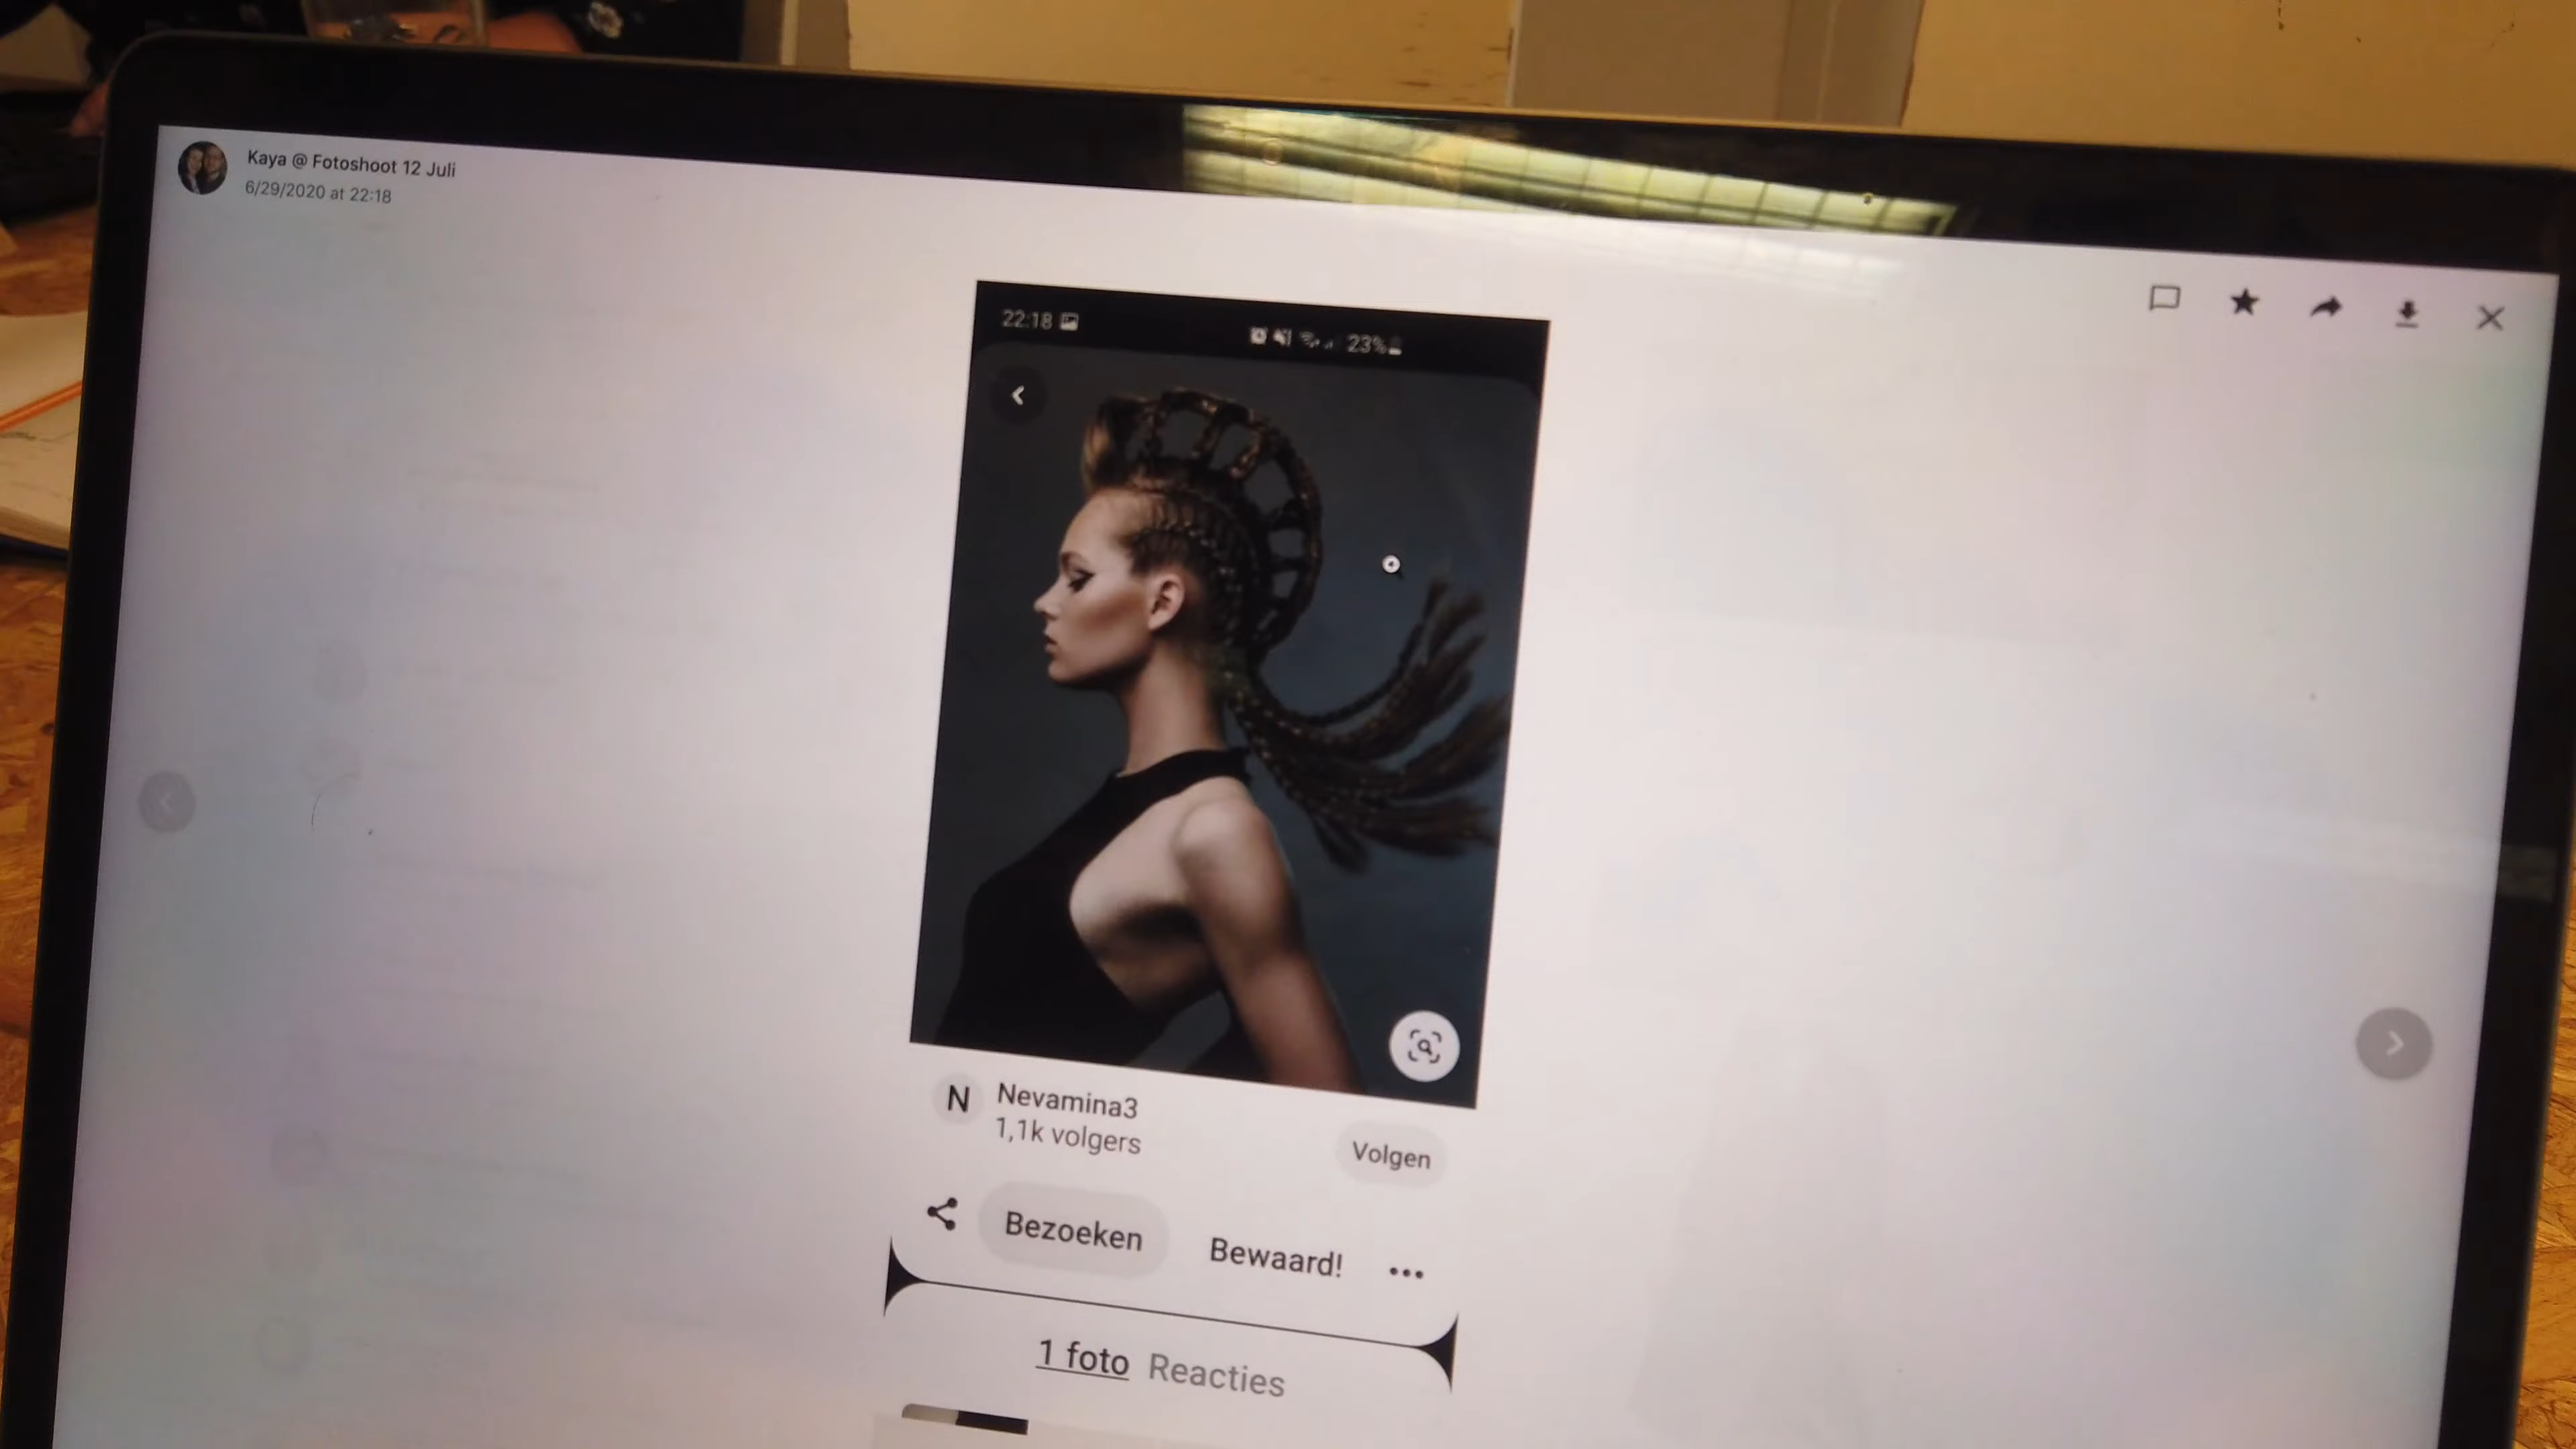 Kaya @ Fotoshoot 12 Juli
6/29/2020 at 22:18
22:18
23%
N
Nevamina3
1,1k volgers
Volgen
Bezoeken
Bewaard!
1 foto
Reacties